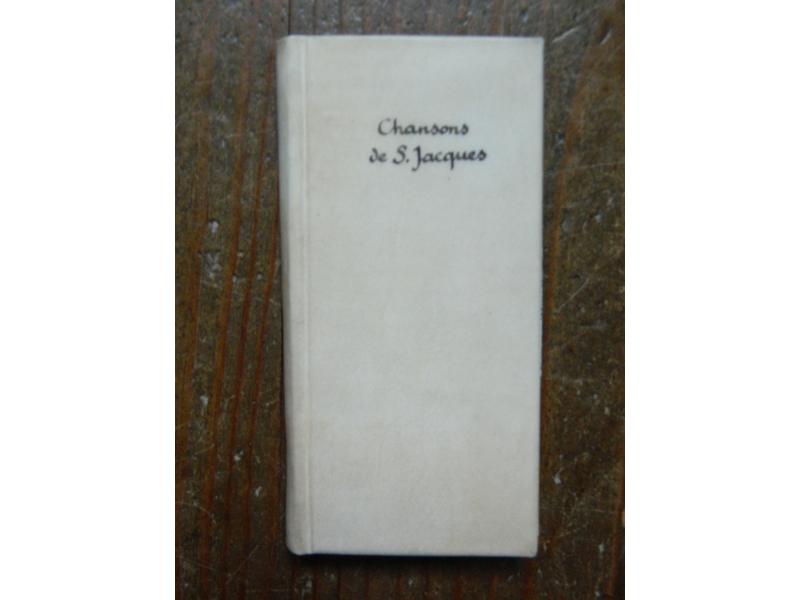 Chansons
de S. Jacques